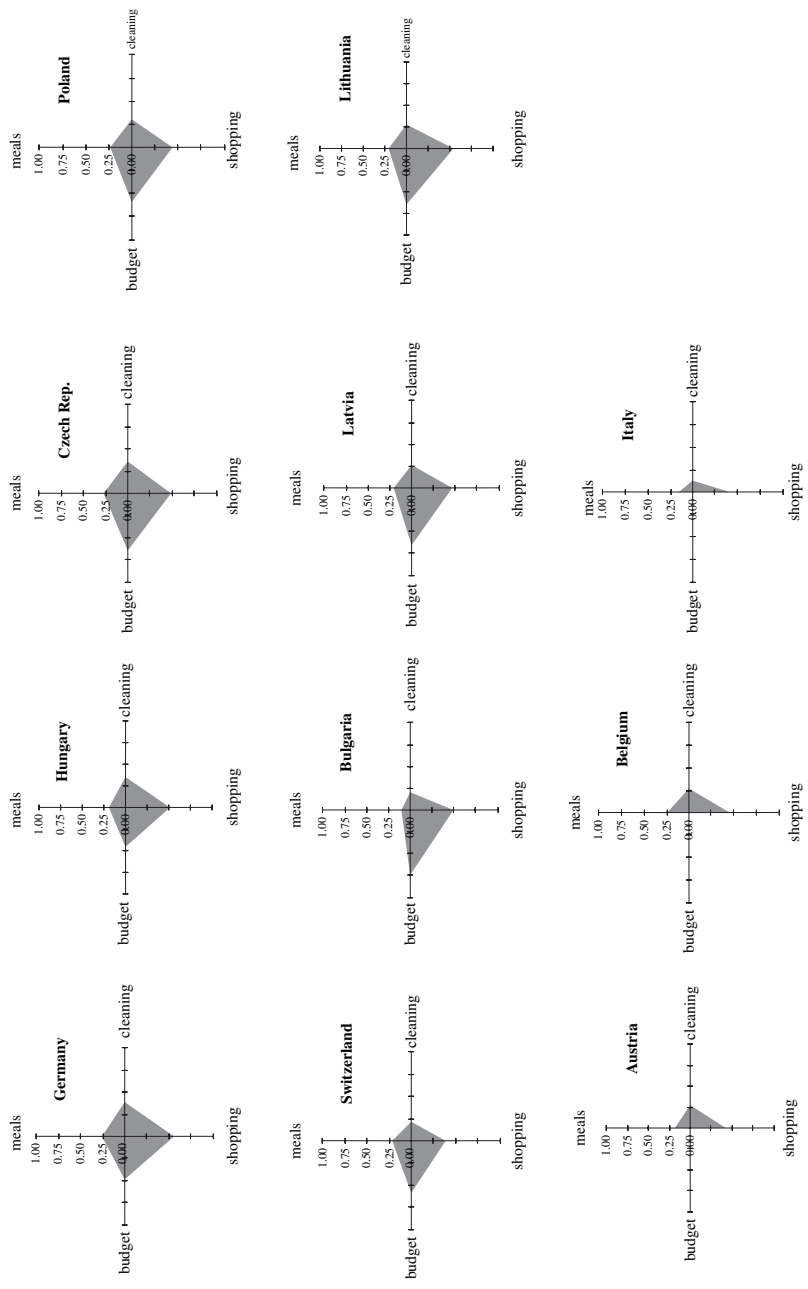 meals
Germany
1.00
0.75
0.50
0.25
0.00
budget
cleaning
shopping
meals
Hungary
1.00
0.75
0.50
0.25
0.00
budget
cleaning
shopping
meals
Czech Rep.
1.00
0.75
0.50
0.25
0.00
budget
cleaning
shopping
meals
Poland
1.00
0.75
0.50
0.25
0.00
budget
cleaning
shopping
meals
Switzerland
1.00
0.75
0.50
0.25
0.00
budget
cleaning
shopping
meals
Bulgaria
1.00
0.75
0.50
0.25
0.00
budget
cleaning
shopping
meals
Latvia
1.00
0.75
0.50
0.25
0.00
budget
cleaning
shopping
meals
Lithuania
1.00
0.75
0.50
0.25
0.00
budget
cleaning
shopping
meals
Austria
1.00
0.75
0.50
0.25
0.00
budget
cleaning
shopping
meals
Belgium
1.00
0.75
0.50
0.25
0.00
budget
cleaning
shopping
meals
Italy
1.00
0.75
0.50
0.25
0.00
budget
cleaning
shopping